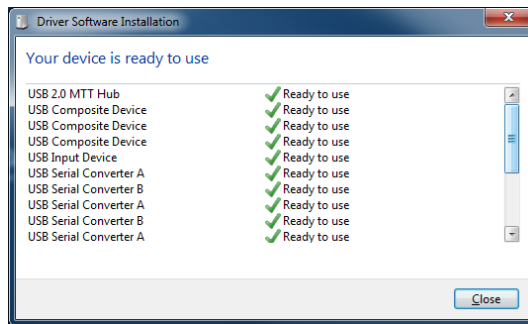 Driver Software Installation
Your device is ready to use
USB 2.0 MTT Hub Ready to use
USB Composite Device Ready to use
USB Composite Device Ready to use
USB Composite Device Ready to use
USB Input Device Ready to use
USB Serial Converter A Ready to use
USB Serial Converter B Ready to use
USB Serial Converter A Ready to use
USB Serial Converter B Ready to use
USB Serial Converter A Ready to use
Close